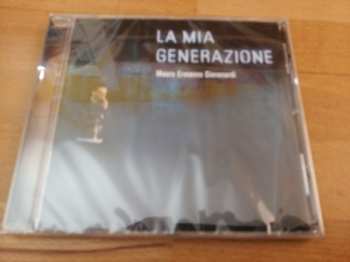 LA MIA
GENERAZIONE
Mauro Ermanno Giovanardi